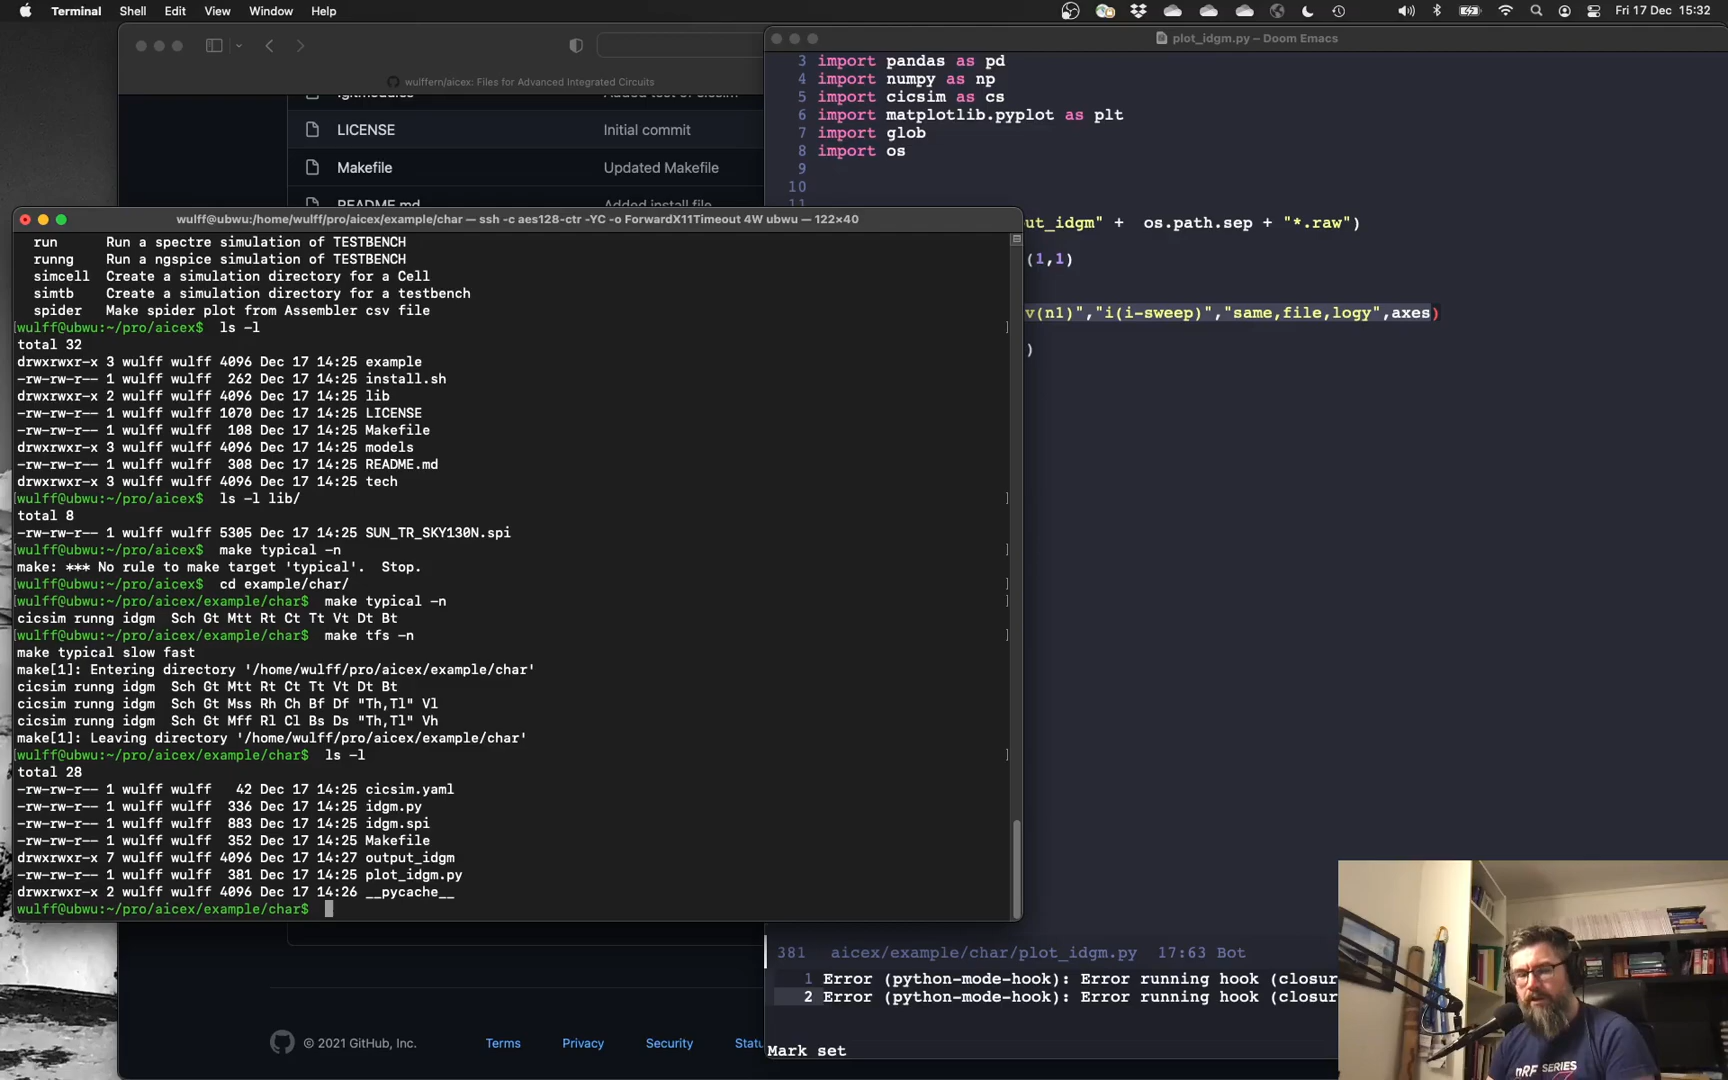 Terminal Shell Edit View Window Help
Fri 17 Dec 15:32
wulffern/aicex: Files for Advanced Integrated Circuits
LICENSE Initial commit
Makefile Updated Makefile
README.md
wulff@ubwu:/home/wulff/pro/aicex/example/char — ssh -c aes128-ctr -YC -o ForwardX11Timeout 4W ubwu — 122×40
run Run a spectre simulation of TESTBENCH
runng Run a ngspice simulation of TESTBENCH
simcell Create a simulation directory for a Cell
simtb Create a simulation directory for a testbench
spider Make spider plot from Assembler csv file
[wulff@ubwu:~/pro/aicex$ ls -l ]
total 32
drwxrwxr-x 3 wulff wulff 4096 Dec 17 14:25 example
-rw-rw-r-- 1 wulff wulff 262 Dec 17 14:25 install.sh
drwxrwxr-x 2 wulff wulff 4096 Dec 17 14:25 lib
-rw-rw-r-- 1 wulff wulff 1070 Dec 17 14:25 LICENSE
-rw-rw-r-- 1 wulff wulff 108 Dec 17 14:25 Makefile
drwxrwxr-x 3 wulff wulff 4096 Dec 17 14:25 models
-rw-rw-r-- 1 wulff wulff 308 Dec 17 14:25 README.md
drwxrwxr-x 3 wulff wulff 4096 Dec 17 14:25 tech
[wulff@ubwu:~/pro/aicex$ ls -l lib/ ]
total 8
-rw-rw-r-- 1 wulff wulff 5305 Dec 17 14:25 SUN_TR_SKY130N.spi
[wulff@ubwu:~/pro/aicex$ make typical -n ]
make: *** No rule to make target 'typical'. Stop.
[wulff@ubwu:~/pro/aicex$ cd example/char/ ]
[wulff@ubwu:~/pro/aicex/example/char$ make typical -n ]
cicsim runng idgm Sch Gt Mtt Rt Ct Tt Vt Dt Bt
[wulff@ubwu:~/pro/aicex/example/char$ make tfs -n ]
make typical slow fast
make[1]: Entering directory '/home/wulff/pro/aicex/example/char'
cicsim runng idgm Sch Gt Mtt Rt Ct Tt Vt Dt Bt
cicsim runng idgm Sch Gt Mss Rh Ch Bf Df "Th,Tl" Vl
cicsim runng idgm Sch Gt Mff Rl Cl Bs Ds "Th,Tl" Vh
make[1]: Leaving directory '/home/wulff/pro/aicex/example/char'
[wulff@ubwu:~/pro/aicex/example/char$ ls -l ]
total 28
-rw-rw-r-- 1 wulff wulff 42 Dec 17 14:25 cicsim.yaml
-rw-rw-r-- 1 wulff wulff 336 Dec 17 14:25 idgm.py
-rw-rw-r-- 1 wulff wulff 883 Dec 17 14:25 idgm.spi
-rw-rw-r-- 1 wulff wulff 352 Dec 17 14:25 Makefile
drwxrwxr-x 7 wulff wulff 4096 Dec 17 14:27 output_idgm
-rw-rw-r-- 1 wulff wulff 381 Dec 17 14:25 plot_idgm.py
drwxrwxr-x 2 wulff wulff 4096 Dec 17 14:26 __pycache__
wulff@ubwu:~/pro/aicex/example/char$
© 2021 GitHub, Inc. Terms Privacy Security Statu
plot_idgm.py – Doom Emacs
3 import pandas as pd
4 import numpy as np
5 import cicsim as cs
6 import matplotlib.pyplot as plt
7 import glob
8 import os
9
10
11
ut_idgm" + os.path.sep + "*.raw")
(1,1)
v(n1)","i(i-sweep)","same,file,logy",axes)
)
381 aicex/example/char/plot_idgm.py 17:63 Bot
1 Error (python-mode-hook): Error running hook (closur
2 Error (python-mode-hook): Error running hook (closur
Mark set
nRF SERIES